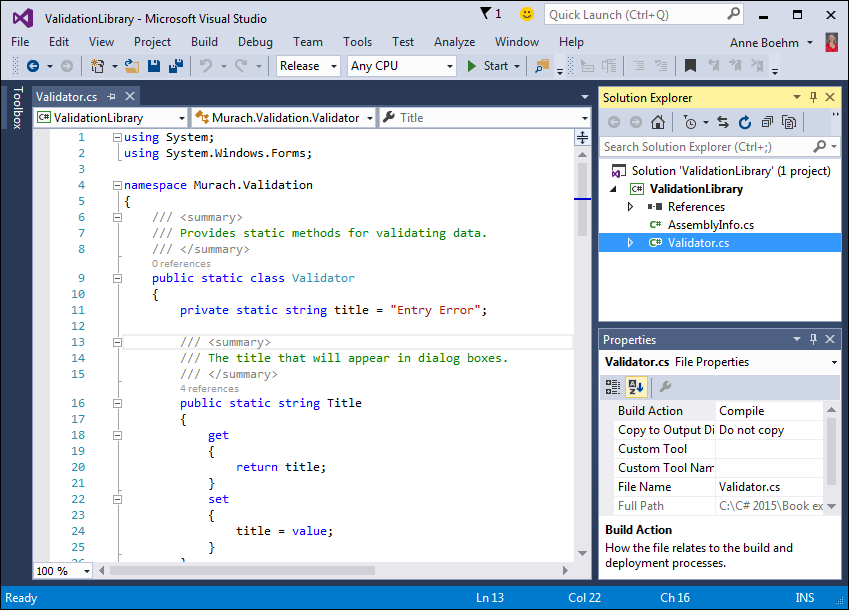 ValidationLibrary - Microsoft Visual Studio
1
Quick Launch (Ctrl+Q)
File Edit View Project Build Debug Team Tools Test Analyze Window Help
Anne Boehm
Release Any CPU Start
Toolbox
Validator.cs
ValidationLibrary Murach.Validation.Validator Title
1 using System;
2 using System.Windows.Forms;
3
4 namespace Murach.Validation
5 {
6 /// <summary>
7 /// Provides static methods for validating data.
8 /// </summary>
0 references
9 public static class Validator
10 {
11 private static string title = "Entry Error";
12
13 /// <summary>
14 /// The title that will appear in dialog boxes.
15 /// </summary>
4 references
16 public static string Title
17 {
18 get
19 {
20 return title;
21 }
22 set
23 {
24 title = value;
25 }
100 %
Solution Explorer
Search Solution Explorer (Ctrl+;)
Solution 'ValidationLibrary' (1 project)
C# ValidationLibrary
References
C# AssemblyInfo.cs
C# Validator.cs
Properties
Validator.cs File Properties
Build Action Compile
Copy to Output Di Do not copy
Custom Tool
Custom Tool Nam
File Name Validator.cs
Full Path C:\C# 2015\Book ex
Build Action
How the file relates to the build and
deployment processes.
Ready Ln 13 Col 22 Ch 16 INS